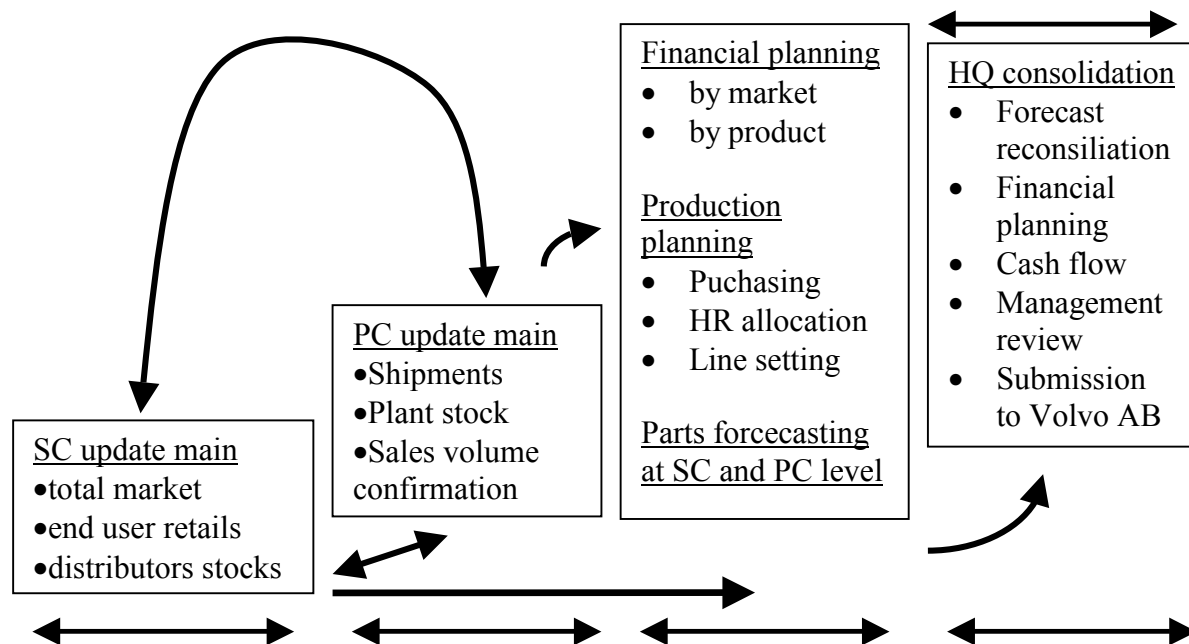 SC update main
•total market
•end user retails
•distributors stocks
PC update main
•Shipments
•Plant stock
•Sales volume
confirmation
Financial planning
• by market
• by product
Production
planning
• Puchasing
• HR allocation
• Line setting
Parts forcecasting
at SC and PC level
HQ consolidation
• Forecast
reconsiliation
• Financial
planning
• Cash flow
• Management
review
• Submission
to Volvo AB